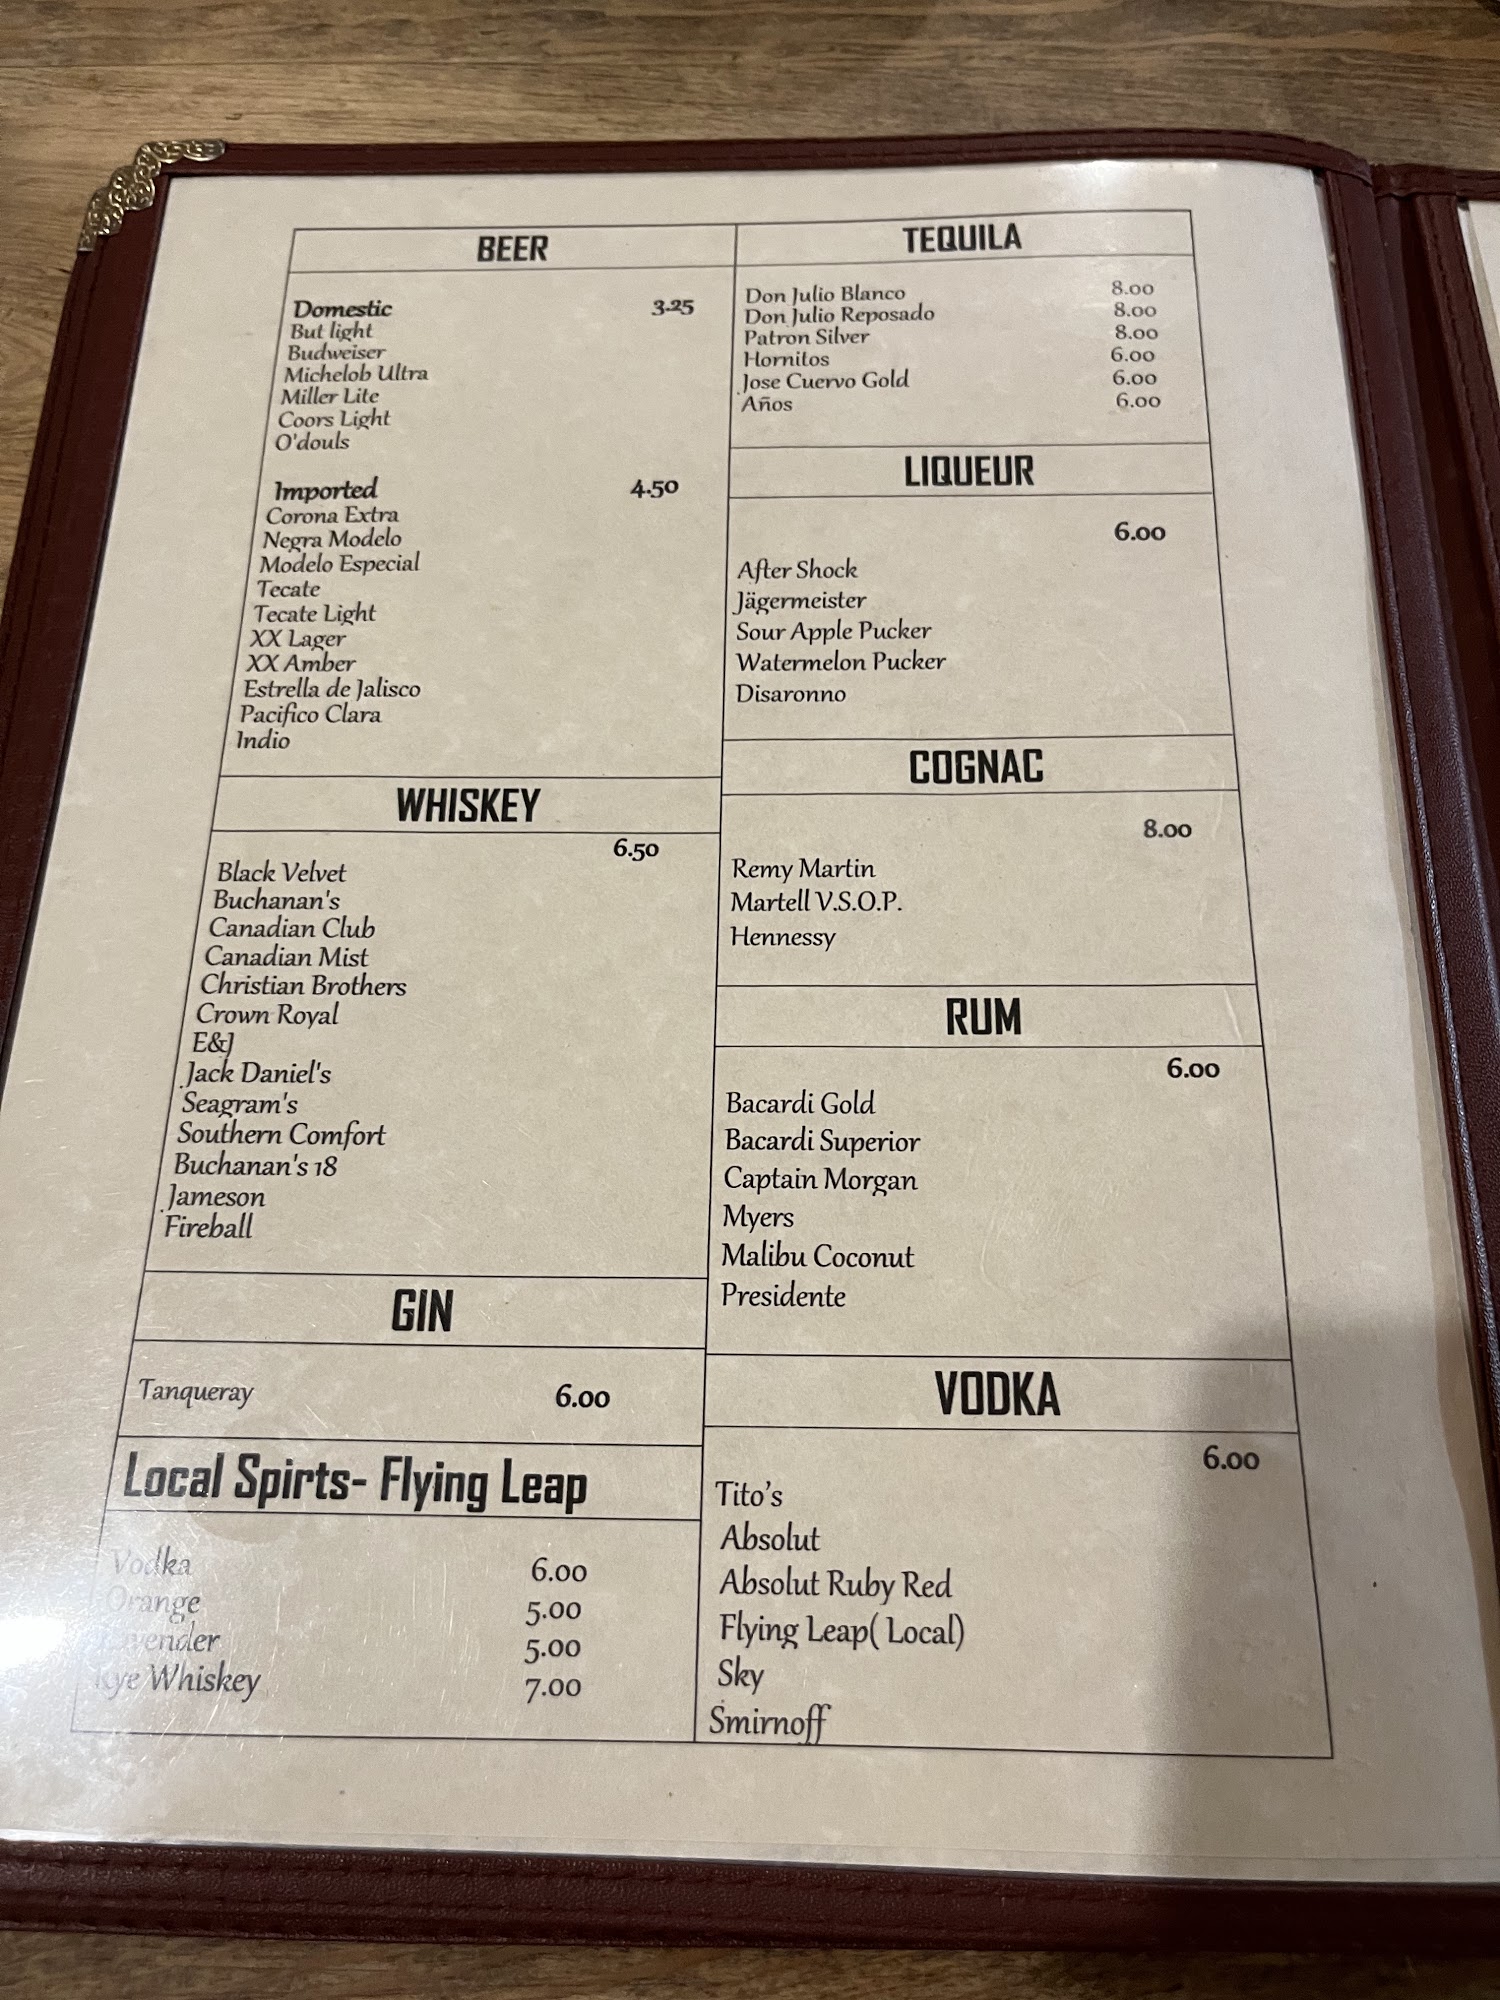 BEER
Domestic 3.25
But light
Budweiser
Michelob Ultra
Miller Lite
Coors Light
O'douls
Imported 4.50
Corona Extra
Negra Modelo
Modelo Especial
Tecate
Tecate Light
XX Lager
XX Amber
Estrella de Jalisco
Pacifico Clara
Indio
WHISKEY
6.50
Black Velvet
Buchanan's
Canadian Club
Canadian Mist
Christian Brothers
Crown Royal
E&J
Jack Daniel's
Seagram's
Southern Comfort
Buchanan's 18
Jameson
Fireball
GIN
Tanqueray 6.00
Local Spirts- Flying Leap
Vodka 6.00
Orange 5.00
Lavender 5.00
Rye Whiskey 7.00
TEQUILA
Don Julio Blanco 8.00
Don Julio Reposado 8.00
Patron Silver 8.00
Hornitos 6.00
Jose Cuervo Gold 6.00
Años 6.00
LIQUEUR
6.00
After Shock
Jägermeister
Sour Apple Pucker
Watermelon Pucker
Disaronno
COGNAC
8.00
Remy Martin
Martell V.S.O.P.
Hennessy
RUM
6.00
Bacardi Gold
Bacardi Superior
Captain Morgan
Myers
Malibu Coconut
Presidente
VODKA
6.00
Tito's
Absolut
Absolut Ruby Red
Flying Leap( Local)
Sky
Smirnoff